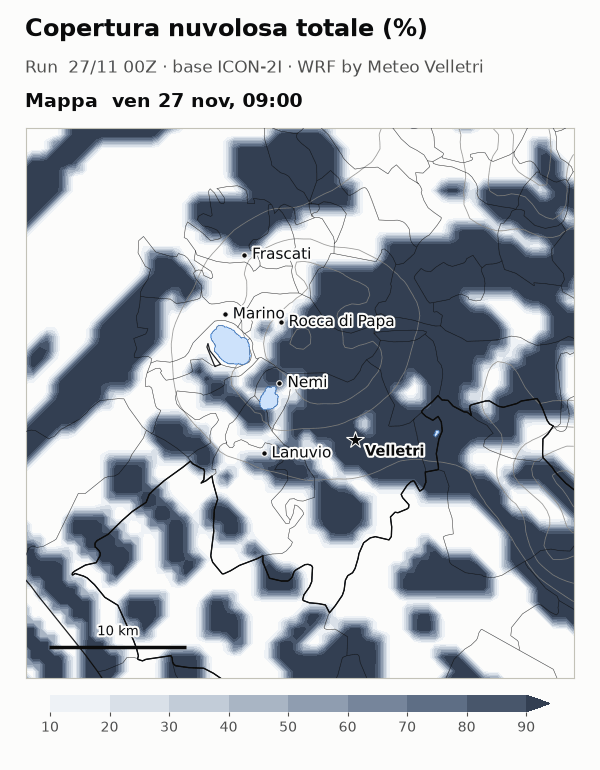 Copertura nuvolosa totale (%)
Run 27/11 00Z · base ICON-2I · WRF by Meteo Velletri
Mappa ven 27 nov, 09:00
Frascati
Marino
Rocca di Papa
Nemi
Velletri
Lanuvio
10 km
10 20 30 40 50 60 70 80 90